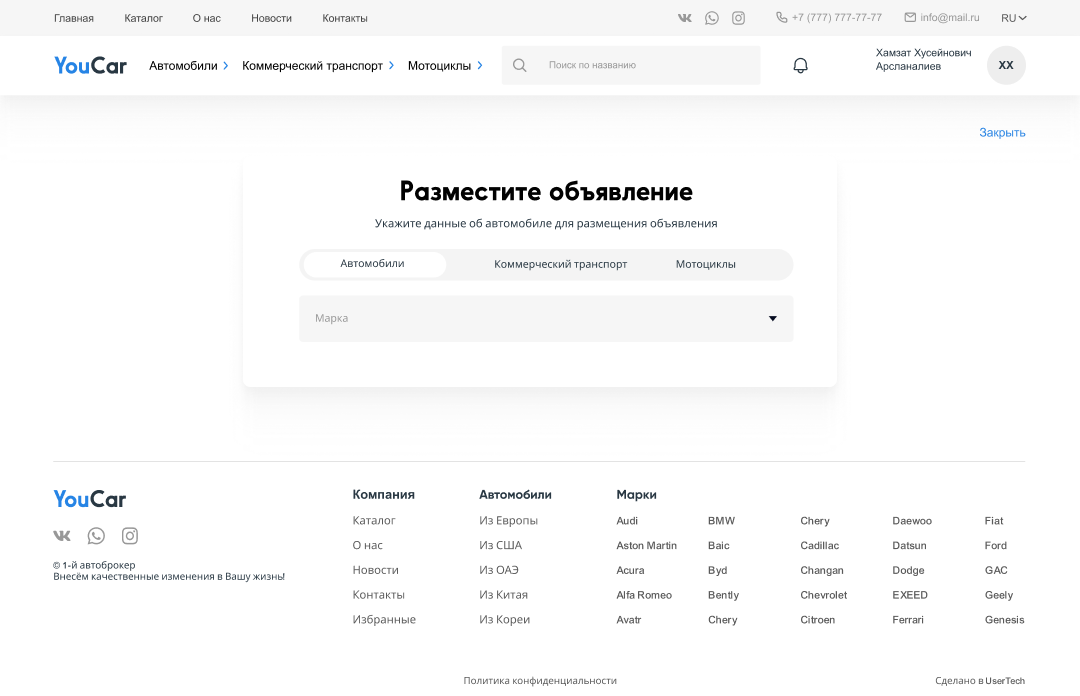 Главная Каталог О нас Новости Контакты +7 (777) 777-77-77 info@mail.ru RU
YouCar Автомобили Коммерческий транспорт Мотоциклы Поиск по названию Хамзат Хусейнович XX
Арсланалиев
Закрыть
Разместите объявление
Укажите данные об автомобиле для размещения объявления
Автомобили Коммерческий транспорт Мотоциклы
Марка
YouCar Компания Автомобили Марки
Каталог Из Европы Audi BMW Chery Daewoo Fiat
О нас Из США Aston Martin Baic Cadillac Datsun Ford
© 1-й автоброкер
Внесём качественные изменения в Вашу жизнь!
Новости Из ОАЭ Acura Byd Changan Dodge GAC
Контакты Из Китая Alfa Romeo Bently Chevrolet EXEED Geely
Избранные Из Кореи Avatr Chery Citroen Ferrari Genesis
Политика конфиденциальности Сделано в UserTech